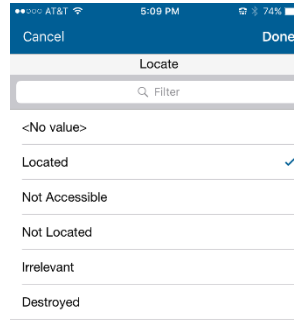 AT&T 5:09 PM 74%
Cancel Done
Locate
Filter
<No value>
Located
Not Accessible
Not Located
Irrelevant
Destroyed